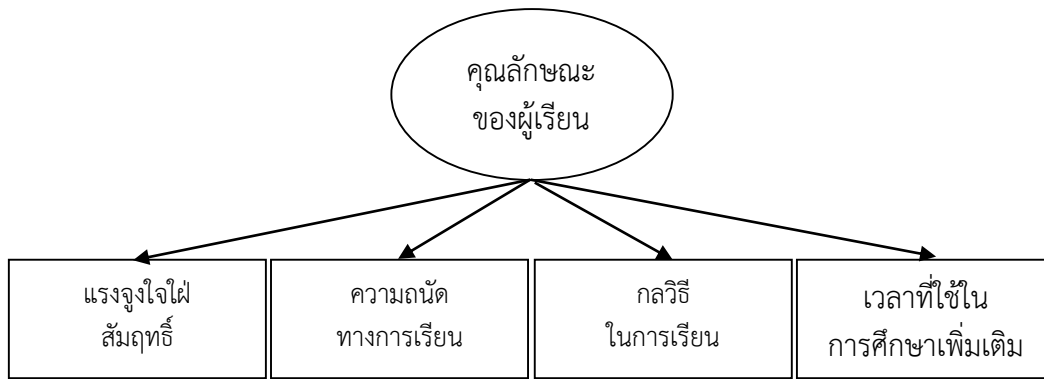 คุณลักษณะ
ของผู้เรียน
แรงจูงใจใฝ่
สัมฤทธิ์
ความถนัด
ทางการเรียน
กลวิธี
ในการเรียน
เวลาที่ใช้ใน
การศึกษาเพิ่มเติม